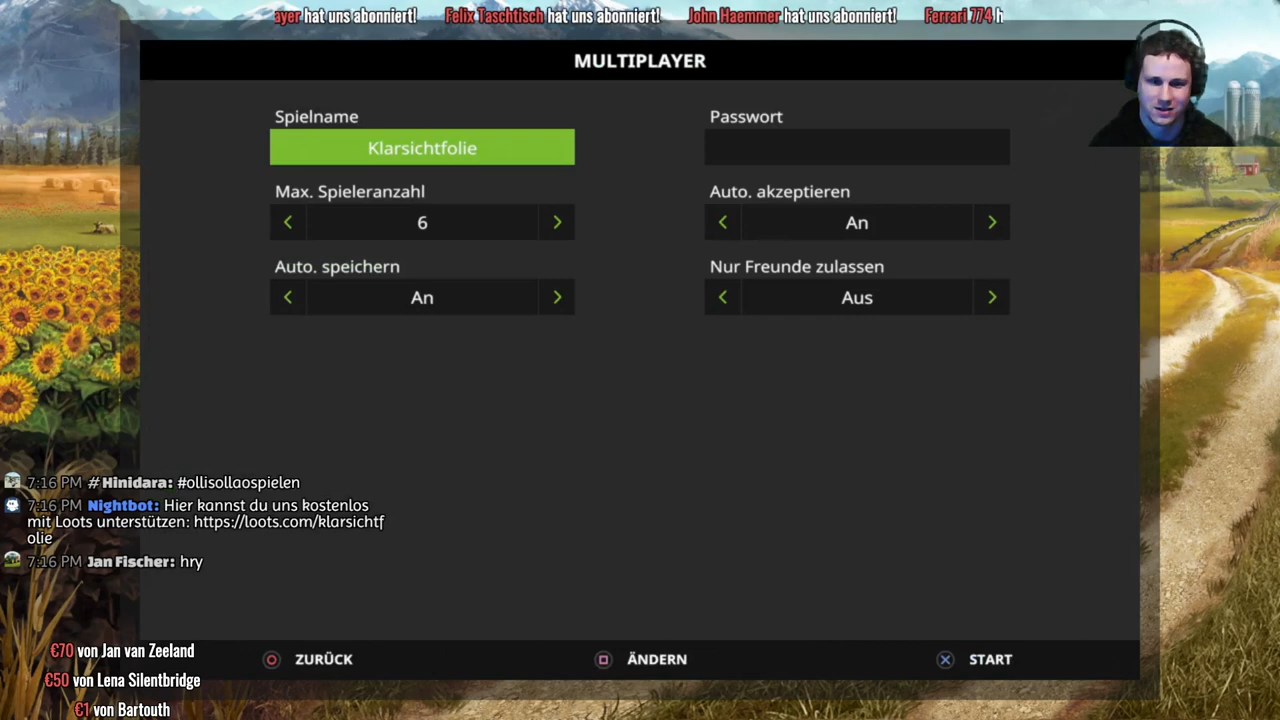 ayer hat uns abonniert! Felix Taschtisch hat uns abonniert! John Haemmer hat uns abonniert! Ferrari 774 h
MULTIPLAYER
Spielname
Klarsichtfolie
Passwort
Max. Spieleranzahl
6
Auto. akzeptieren
An
Auto. speichern
An
Nur Freunde zulassen
Aus
7:16 PM #Hinidara: #ollisollaospielen
7:16 PM Nightbot: Hier kannst du uns kostenlos
mit Loots unterstützen: https://loots.com/klarsichtf
olie
7:16 PM Jan Fischer: hry
€70 von Jan van Zeeland
€50 von Lena Silentbridge
€1 von Bartouth
ZURÜCK
ÄNDERN
START